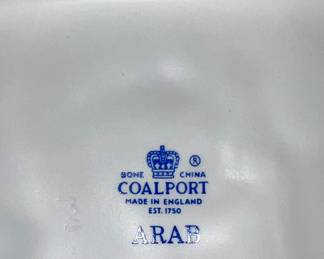 ®
BONE CHINA
COALPORT
MADE IN ENGLAND
EST. 1750
ARAB